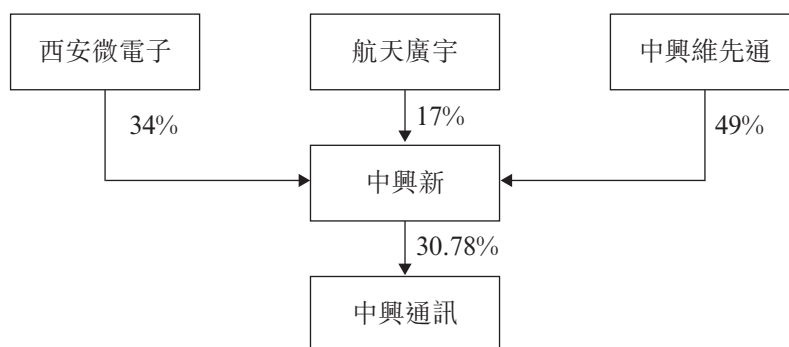 西安微電子
航天廣宇
中興維先通
34%
17%
49%
中興新
30.78%
中興通訊